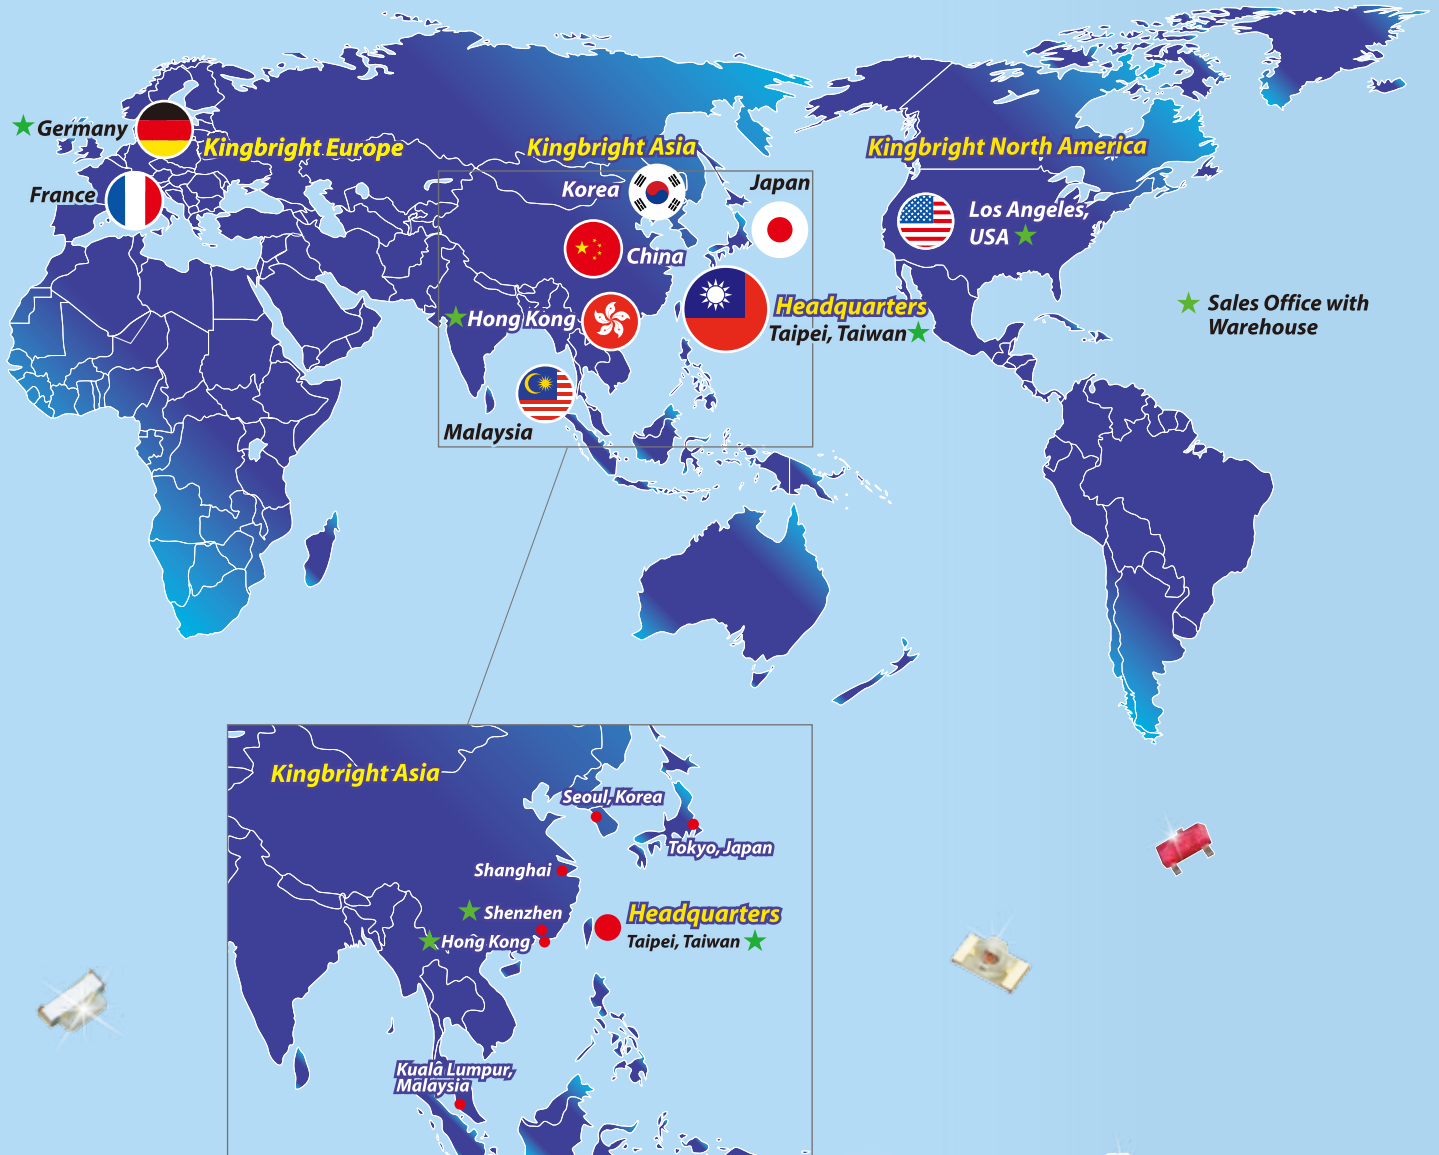 Germany
Kingbright Europe
France
Kingbright Asia
Korea
Japan
China
Hong Kong
Headquarters
Taipei, Taiwan
Malaysia
Kingbright North America
Los Angeles,
USA
Sales Office with
Warehouse
Kingbright Asia
Seoul, Korea
Tokyo, Japan
Shanghai
Shenzhen
Hong Kong
Headquarters
Taipei, Taiwan
Kuala Lumpur,
Malaysia